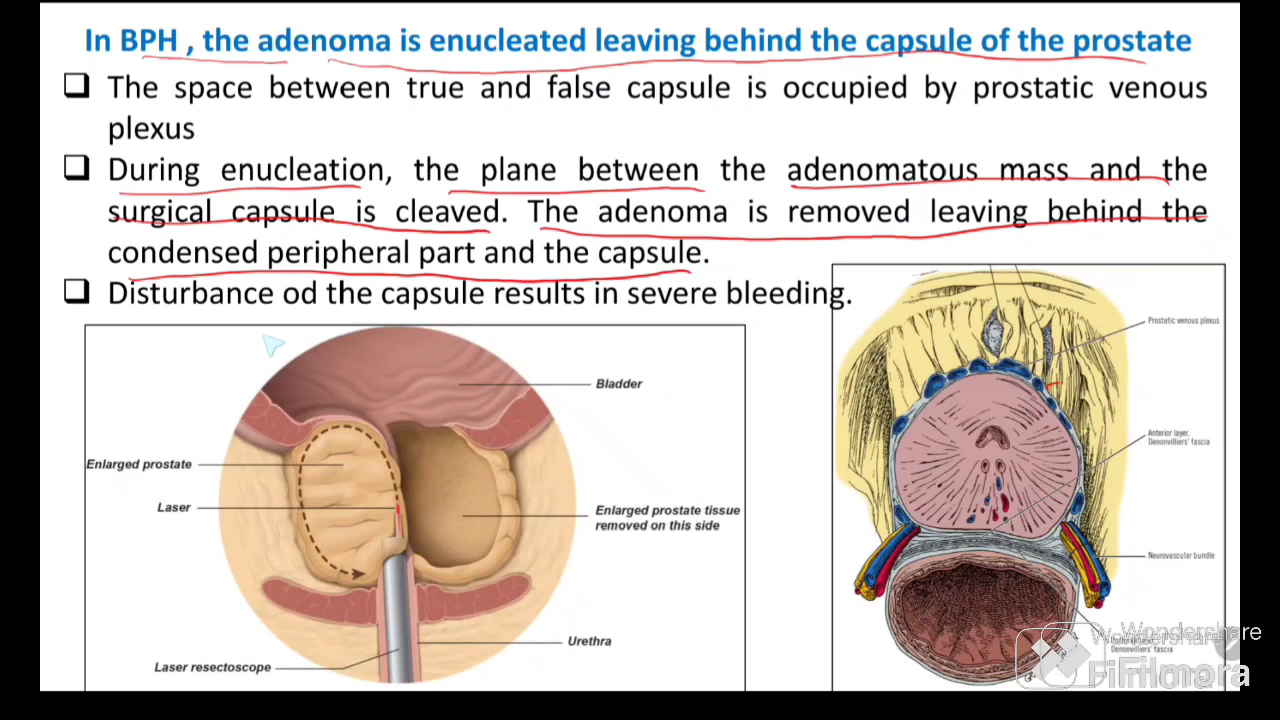 In BPH , the adenoma is enucleated leaving behind the capsule of the prostate
The space between true and false capsule is occupied by prostatic venous
plexus
During enucleation, the plane between the adenomatous mass and the
surgical capsule is cleaved. The adenoma is removed leaving behind the
condensed peripheral part and the capsule.
Disturbance od the capsule results in severe bleeding.
Bladder
Enlarged prostate
Laser
Enlarged prostate tissue
removed on this side
Urethra
Laser resectoscope
Prostatic venous plexus
Anterior layer,
Denonvilliers' fascia
Neurovascular bundle
Denonvilliers' fascia
Wondershare
Filmora